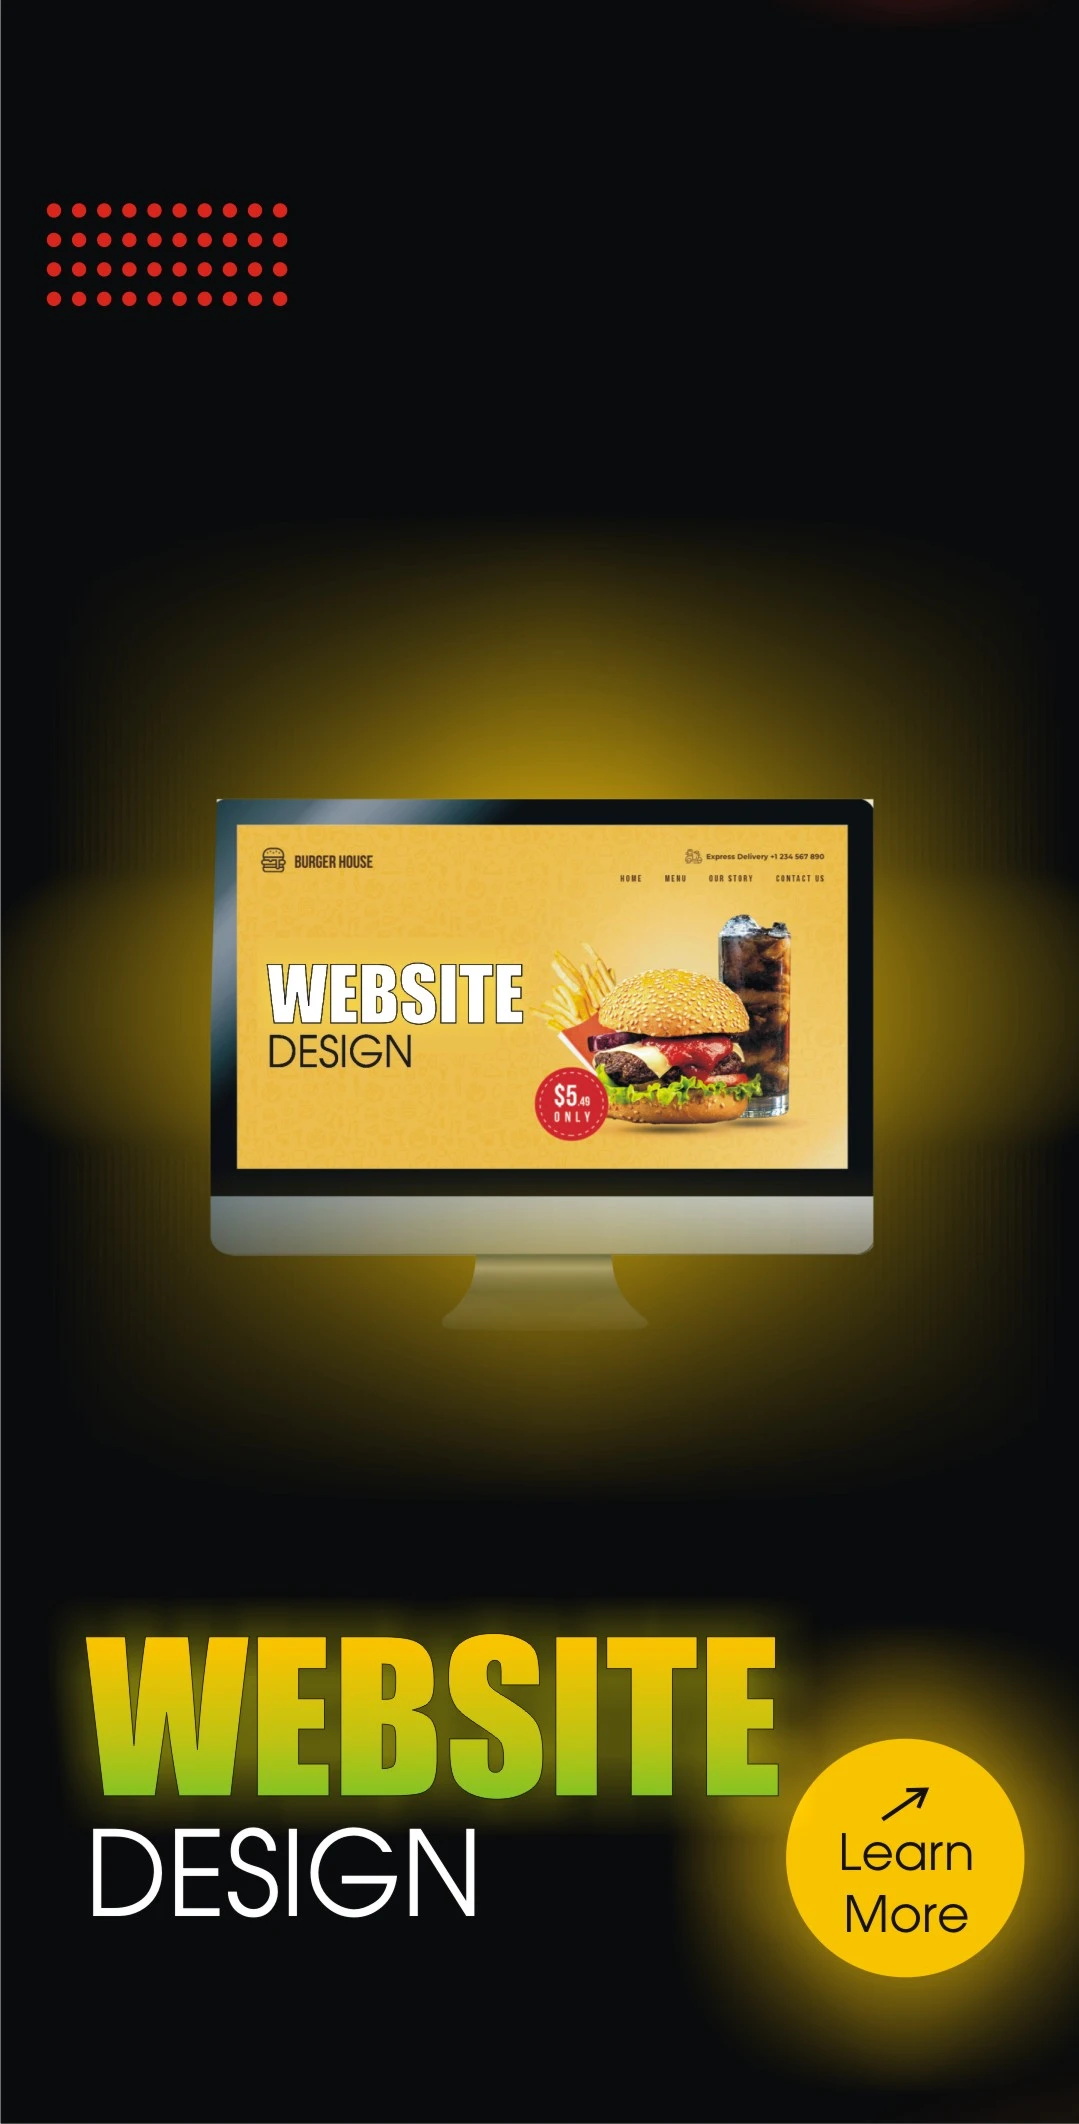 BURGER HOUSE
Express Delivery +1 234 567 890
HOME MENU OUR STORY CONTACT US
WEBSITE
DESIGN
$5.49
ONLY
WEBSITE
DESIGN
Learn
More